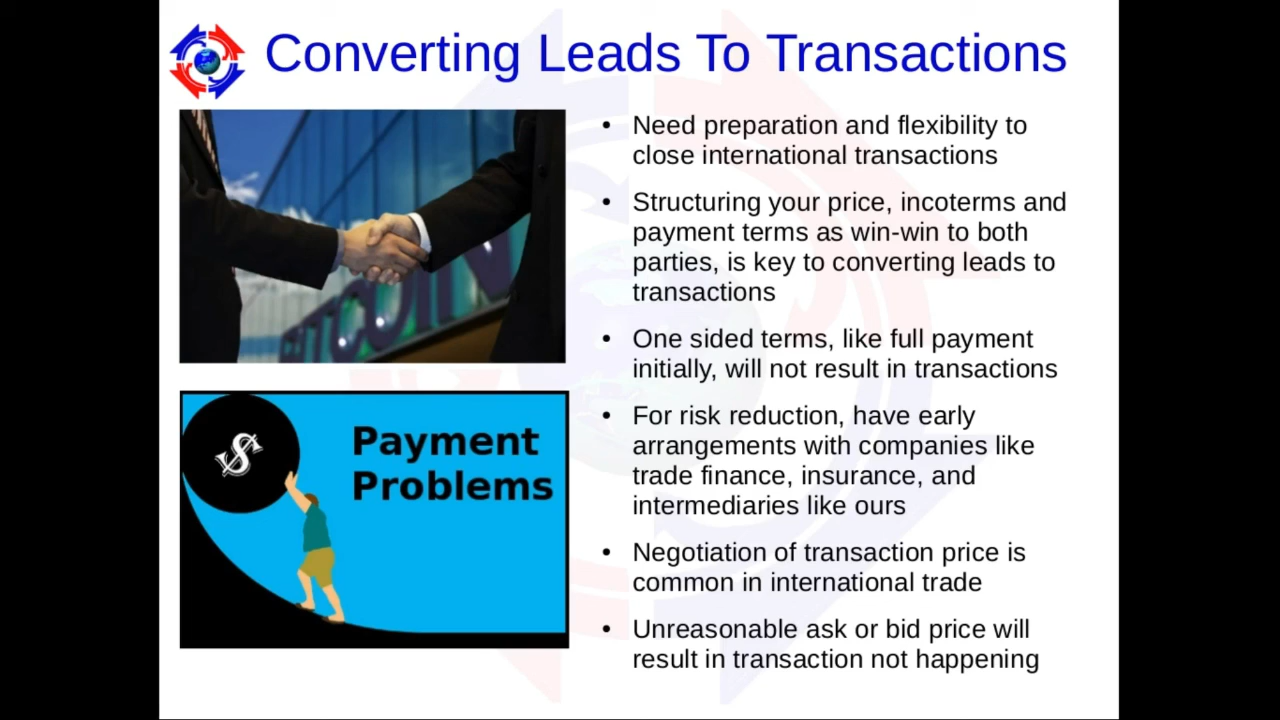 Converting Leads To Transactions
Need preparation and flexibility to
close international transactions
Structuring your price, incoterms and
payment terms as win-win to both
parties, is key to converting leads to
transactions
One sided terms, like full payment
initially, will not result in transactions
For risk reduction, have early
arrangements with companies like
trade finance, insurance, and
intermediaries like ours
Negotiation of transaction price is
common in international trade
Unreasonable ask or bid price will
result in transaction not happening
$
Payment
Problems